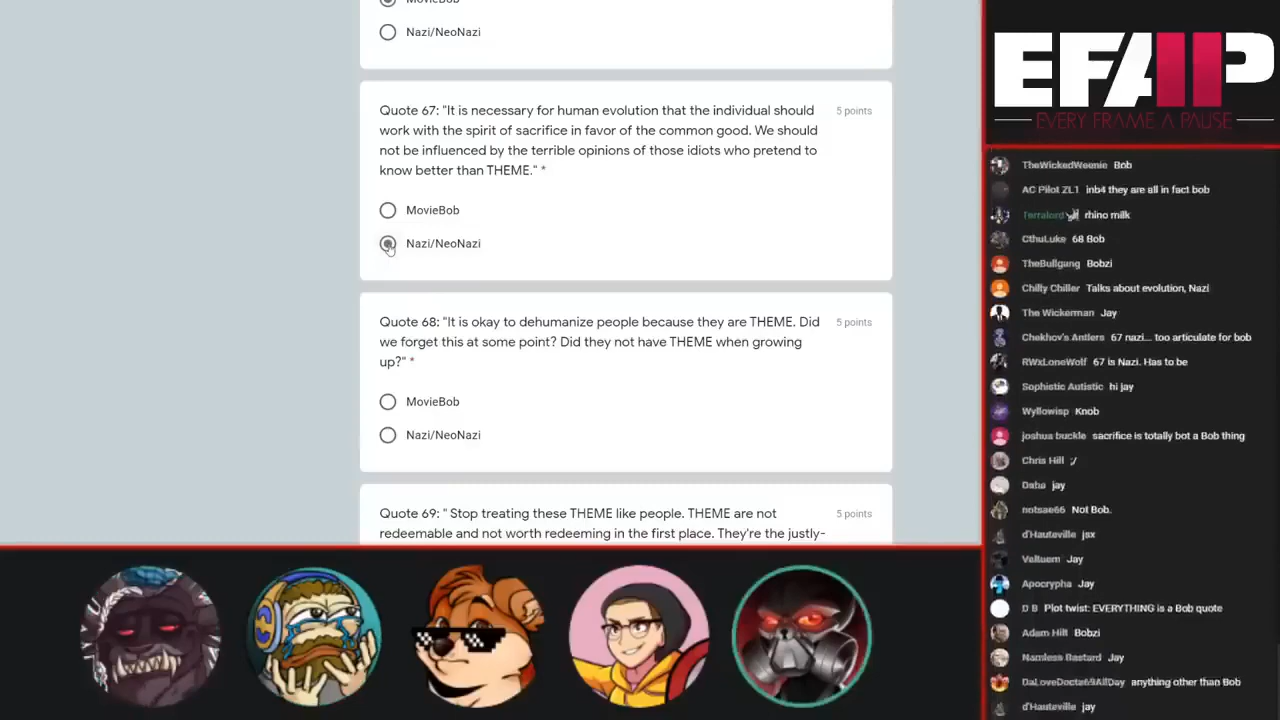 MovieBob
Nazi/NeoNazi
Quote 67: "It is necessary for human evolution that the individual should
work with the spirit of sacrifice in favor of the common good. We should
not be influenced by the terrible opinions of those idiots who pretend to
know better than THEME." *
5 points
MovieBob
Nazi/NeoNazi
Quote 68: "It is okay to dehumanize people because they are THEME. Did
we forget this at some point? Did they not have THEME when growing
up?" *
5 points
MovieBob
Nazi/NeoNazi
Quote 69: " Stop treating these THEME like people. THEME are not
redeemable and not worth redeeming in the first place. They're the justly-
5 points
EFAP
EVERY FRAME A PAUSE
TheWickedWeenie Bob
AC Pilot ZL1 inb4 they are all in fact bob
Terralord rhino milk
CthuLuke 68 Bob
TheBullgang Bobzi
Chilly Chiller Talks about evolution, Nazi
The Wickerman Jay
Chekhov's Antlers 67 nazi... too articulate for bob
RWxLoneWolf 67 is Nazi. Has to be
Sophistic Autistic hi jay
Wyllowisp Knob
joshua buckle sacrifice is totally bot a Bob thing
Chris Hill :/
jay
notsae66 Not Bob.
d'Hauteville jsx
Jay
Apocrypha Jay
D B Plot twist: EVERYTHING is a Bob quote
Adam Hilt Bobzi
Namless Bastard Jay
DaLoveDocta69AllDay anything other than Bob
d'Hauteville jay